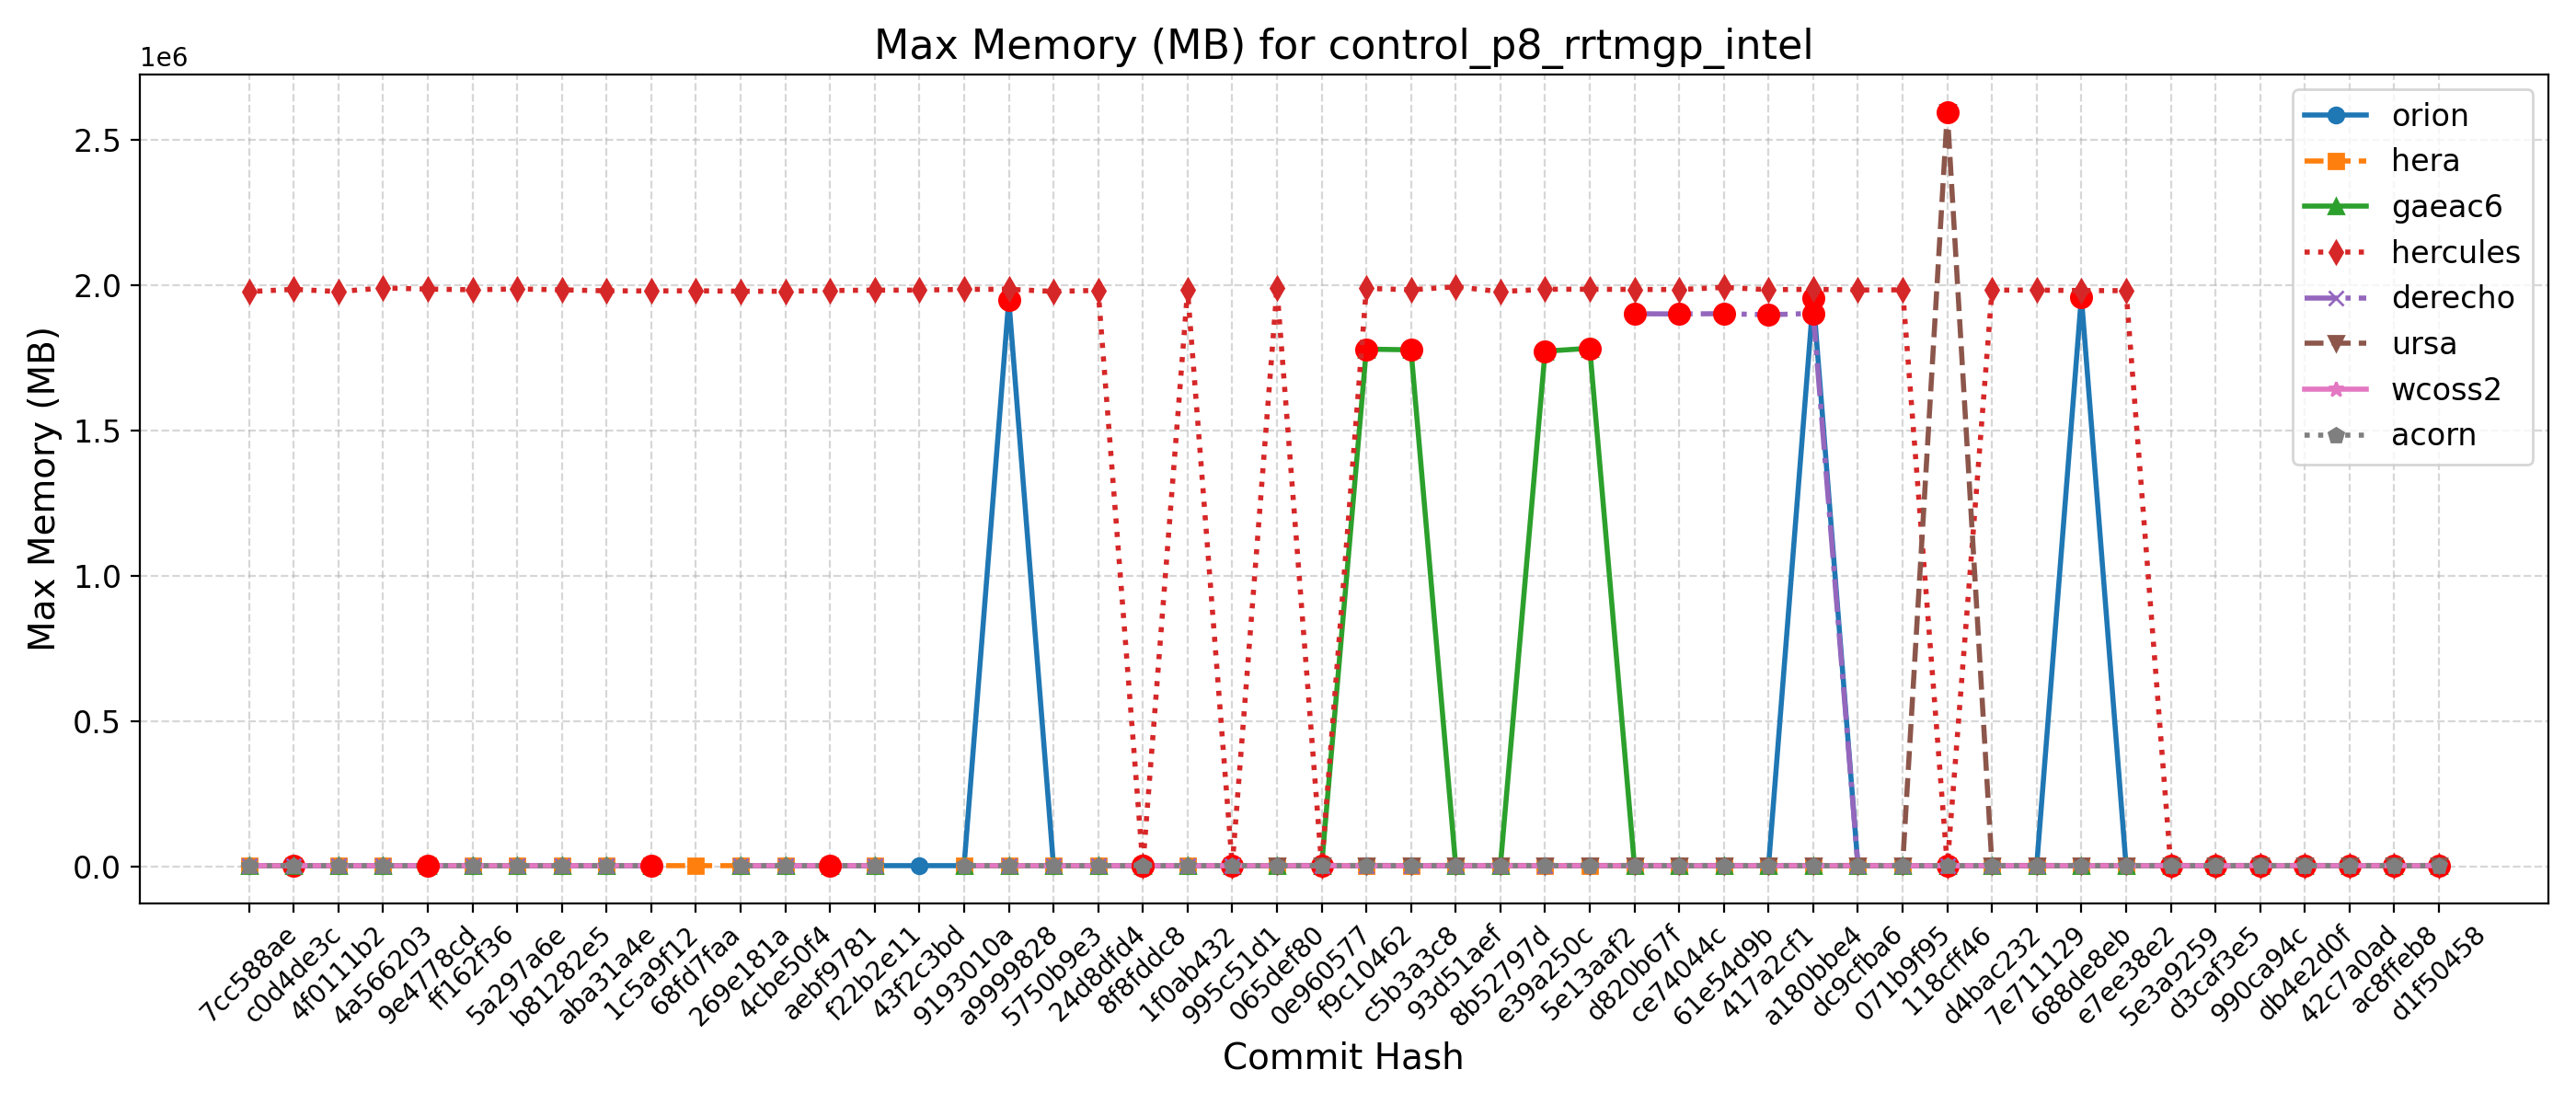 Max Memory (MB) for control_p8_rrtmgp_intel
1e6
2.5
2.0
1.5
1.0
0.5
0.0
Max Memory (MB)
orion
hera
gaeac6
hercules
derecho
ursa
wcoss2
acorn
7cc588ae
c0d4de3c
4f0111b2
4a566203
9e4778cd
ff162f36
5a297a6e
b81282e5
aba31a4e
1c5a9f12
68fd7faa
269e181a
4cbe50f4
aebf9781
f22b2e11
43f2c3bd
9193010a
a9999828
5750b9e3
24d8dfd4
8f8fddc8
1f0ab432
995c51d1
065def80
0e960577
f9c10462
c5b3a3c8
93d51aef
8b52797d
e39a250c
5e13aaf2
d820b67f
ce74044c
61e54d9b
417a2cf1
a180bbe4
dc9cfba6
071b9f95
118cff46
d4bac232
7e711129
688de8eb
e7ee38e2
5e3a9259
d3caf3e5
990ca94c
db4e2d0f
42c7a0ad
ac8ffeb8
d1f50458
Commit Hash